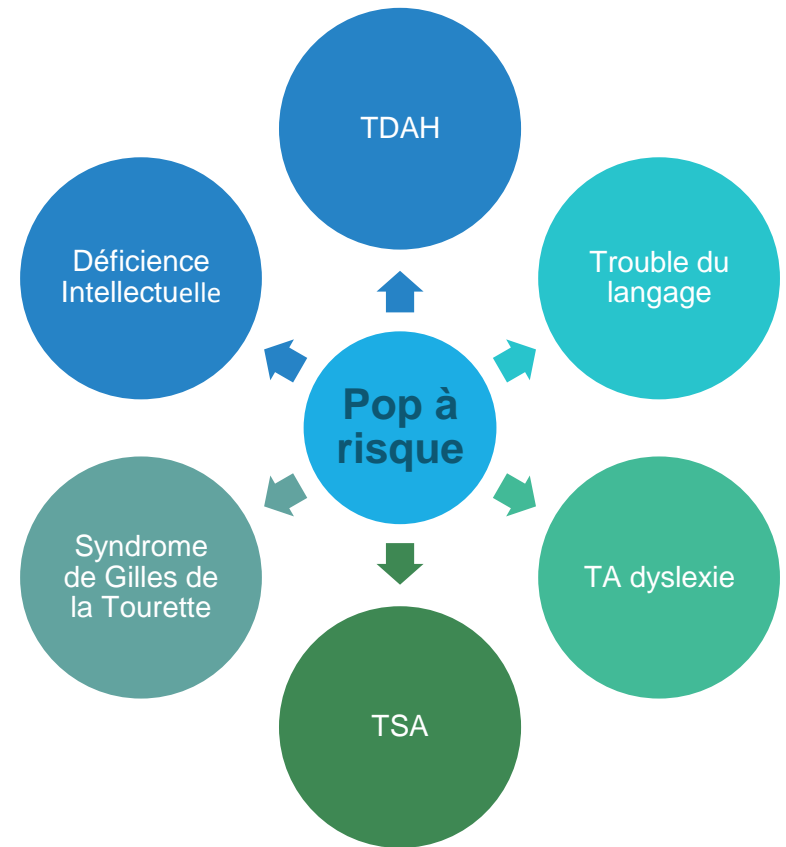 TDAH
Trouble du
langage
TA dyslexie
TSA
Syndrome
de Gilles de
la Tourette
Déficience
Intellectuelle
Pop à
risque